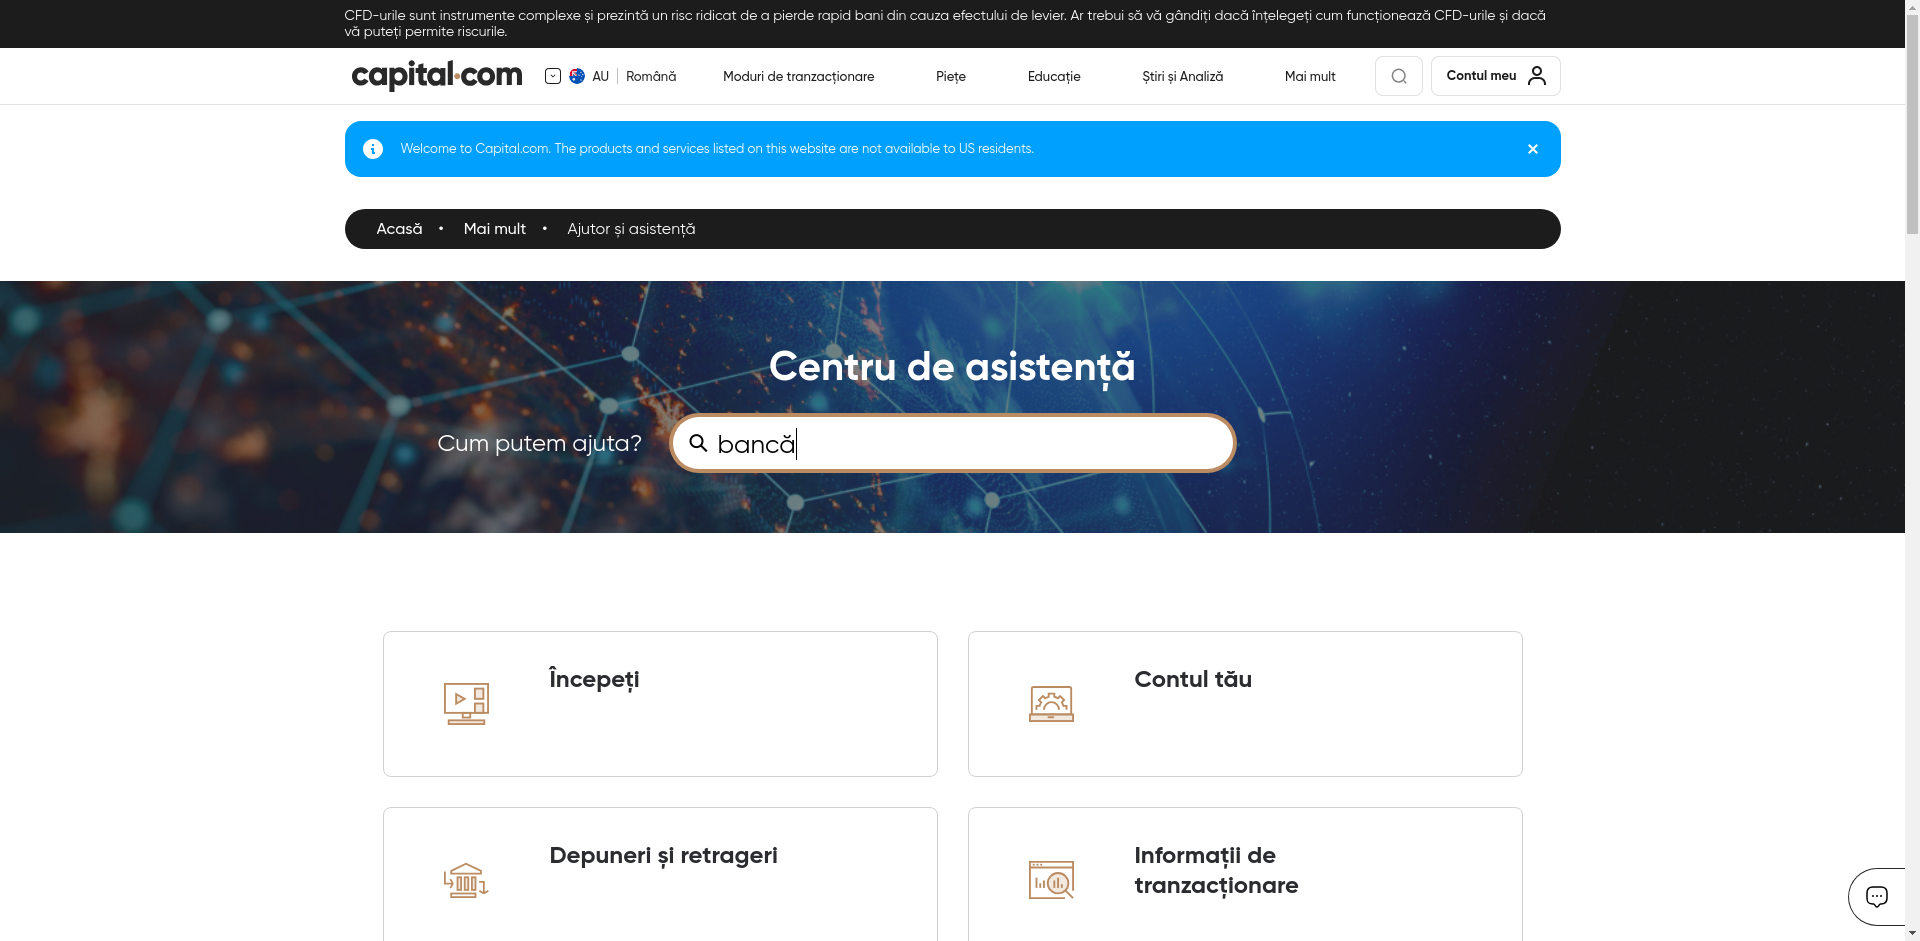 CFD-urile sunt instrumente complexe și prezintă un risc ridicat de a pierde rapid bani din cauza efectului de levier. Ar trebui să vă gândiți dacă înțelegeți cum funcționează CFD-urile și dacă
vă puteți permite riscurile.
capital.com AU Română Moduri de tranzacționare Piețe Educație Știri și Analiză Mai mult Contul meu
Welcome to Capital.com. The products and services listed on this website are not available to US residents.
Acasă • Mai mult • Ajutor și asistență
Centru de asistență
Cum putem ajuta? bancă
Începeți
Contul tău
Depuneri și retrageri
Informații de
tranzacționare